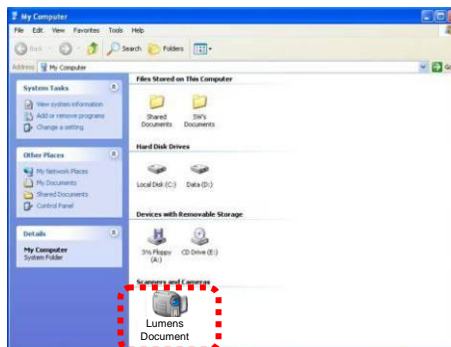 My Computer
File Edit View Favorites Tools Help
Back Search Folders
Address My Computer Go
System Tasks
View system information
Add or remove programs
Change a setting
Other Places
My Network Places
My Documents
Shared Documents
Control Panel
Details
My Computer
System Folder
Files Stored on This Computer
Shared Documents
SW's Documents
Hard Disk Drives
Local Disk (C:) Data (D:)
Devices with Removable Storage
3½ Floppy (A:)
CD Drive (E:)
Scanners and Cameras
Lumens
Document